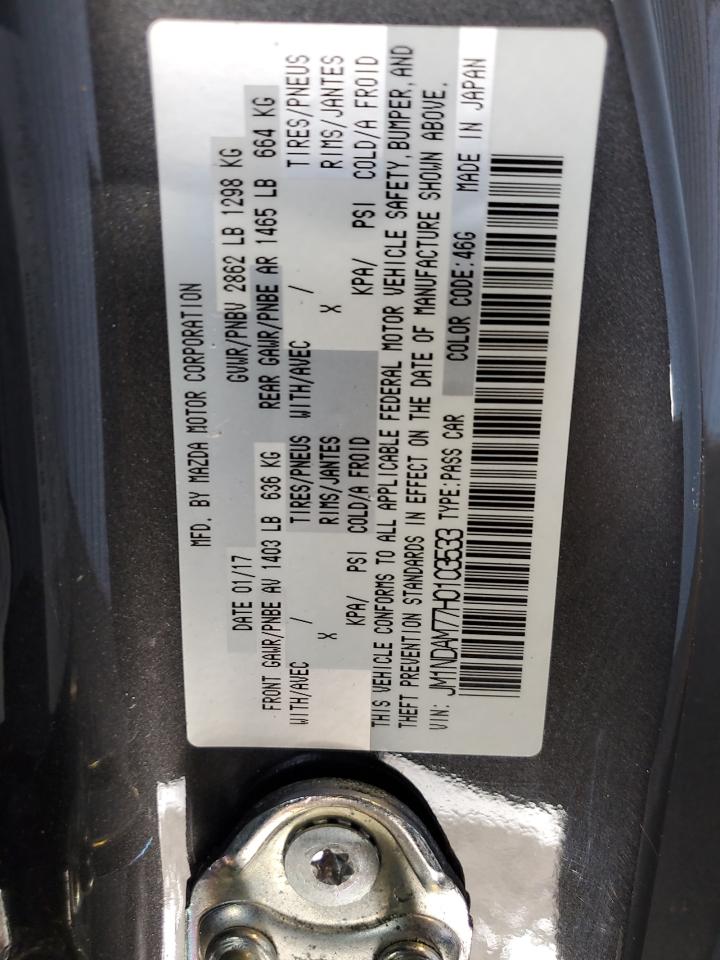 MFD. BY MAZDA MOTOR CORPORATION
DATE 01/17 GVWR/PNBV 2862 LB 1298 KG
FRONT GAWR/PNBE AV 1403 LB 636 KG REAR GAWR/PNBE AR 1465 LB 664 KG
WITH/AVEC / TIRES/PNEUS WITH/AVEC / TIRES/PNEUS
X RIMS/JANTES X RIMS/JANTES
KPA/ PSI COLD/A FROID KPA/ PSI COLD/A FROID
THIS VEHICLE CONFORMS TO ALL APPLICABLE FEDERAL MOTOR VEHICLE SAFETY, BUMPER, AND
THEFT PREVENTION STANDARDS IN EFFECT ON THE DATE OF MANUFACTURE SHOWN ABOVE.
VIN: JM1NDAM77H0103533 TYPE:PASS CAR COLOR CODE:46G MADE IN JAPAN